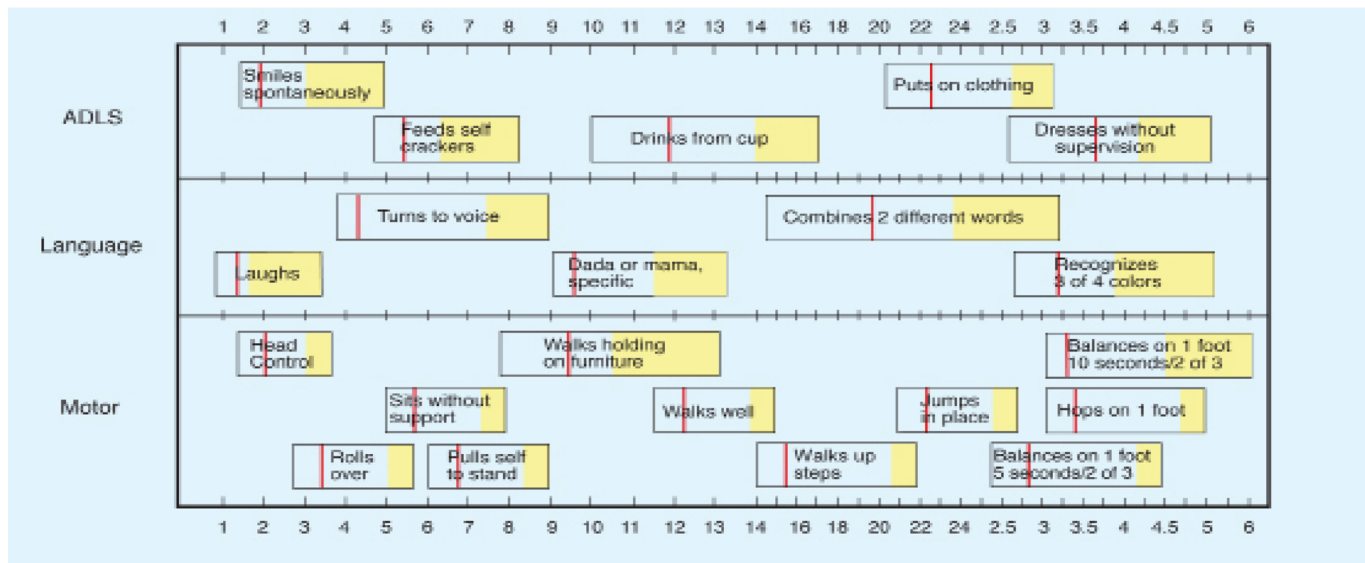 1 2 3 4 5 6 7 8 9 10 11 12 13 14 16 18 20 22 24 2.5 3 3.5 4 4.5 5 6
ADLS
Smiles
spontaneously
Puts on clothing
Feeds self
crackers
Drinks from cup
Dresses without
supervision
Language
Turns to voice
Combines 2 different words
Laughs
Dada or mama,
specific
Recognizes
3 of 4 colors
Motor
Head
Control
Walks holding
on furniture
Balances on 1 foot
10 seconds/2 of 3
Sits without
support
Walks well
Jumps
in place
Hops on 1 foot
Rolls
over
Pulls self
to stand
Walks up
steps
Balances on 1 foot
5 seconds/2 of 3
1 2 3 4 5 6 7 8 9 10 11 12 13 14 16 18 20 22 24 2.5 3 3.5 4 4.5 5 6